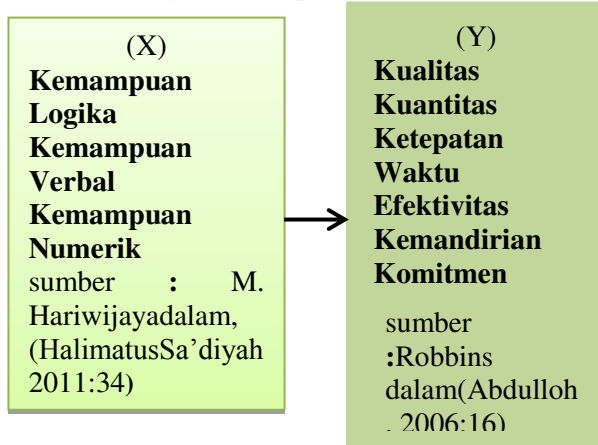 (X)
Kemampuan
Logika
Kemampuan
Verbal
Kemampuan
Numerik
sumber : M.
Hariwijayadalam,
(HalimatusSa'diyah
2011:34)
(Y)
Kualitas
Kuantitas
Ketepatan
Waktu
Efektivitas
Kemandirian
Komitmen
sumber
:Robbins
dalam(Abdulloh
, 2006:16)